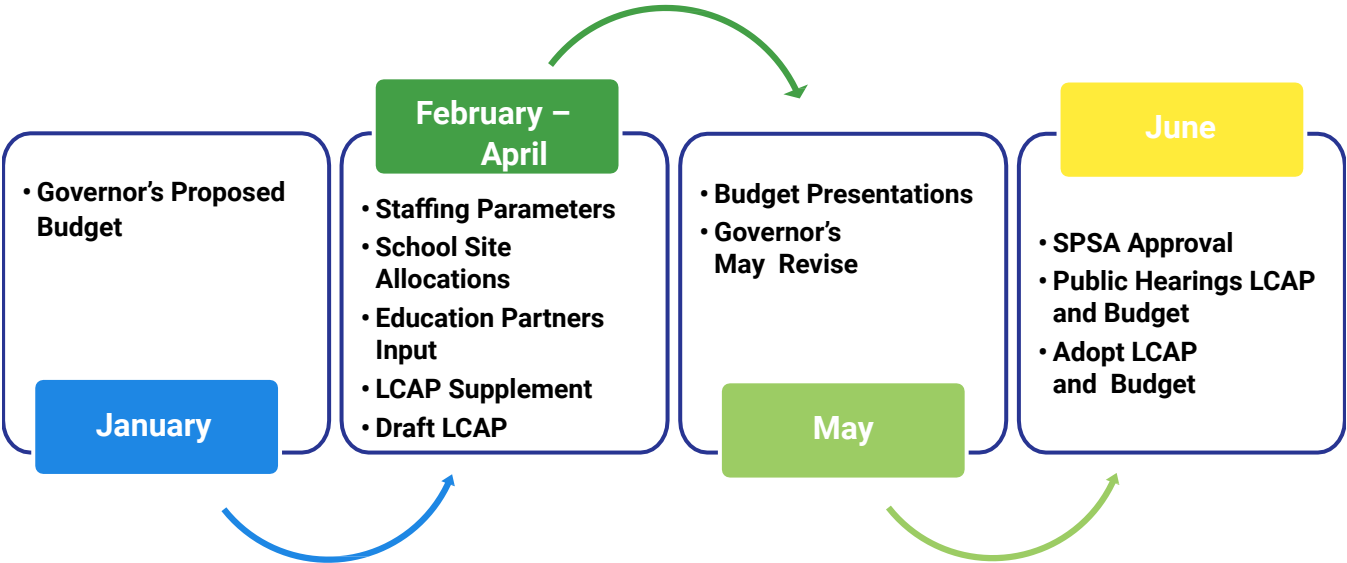 • Governor’s Proposed
Budget
January
February –
April
• Staffing Parameters
• School Site
Allocations
• Education Partners
Input
• LCAP Supplement
• Draft LCAP
• Budget Presentations
• Governor’s
May Revise
May
June
• SPSA Approval
• Public Hearings LCAP
and Budget
• Adopt LCAP
and Budget